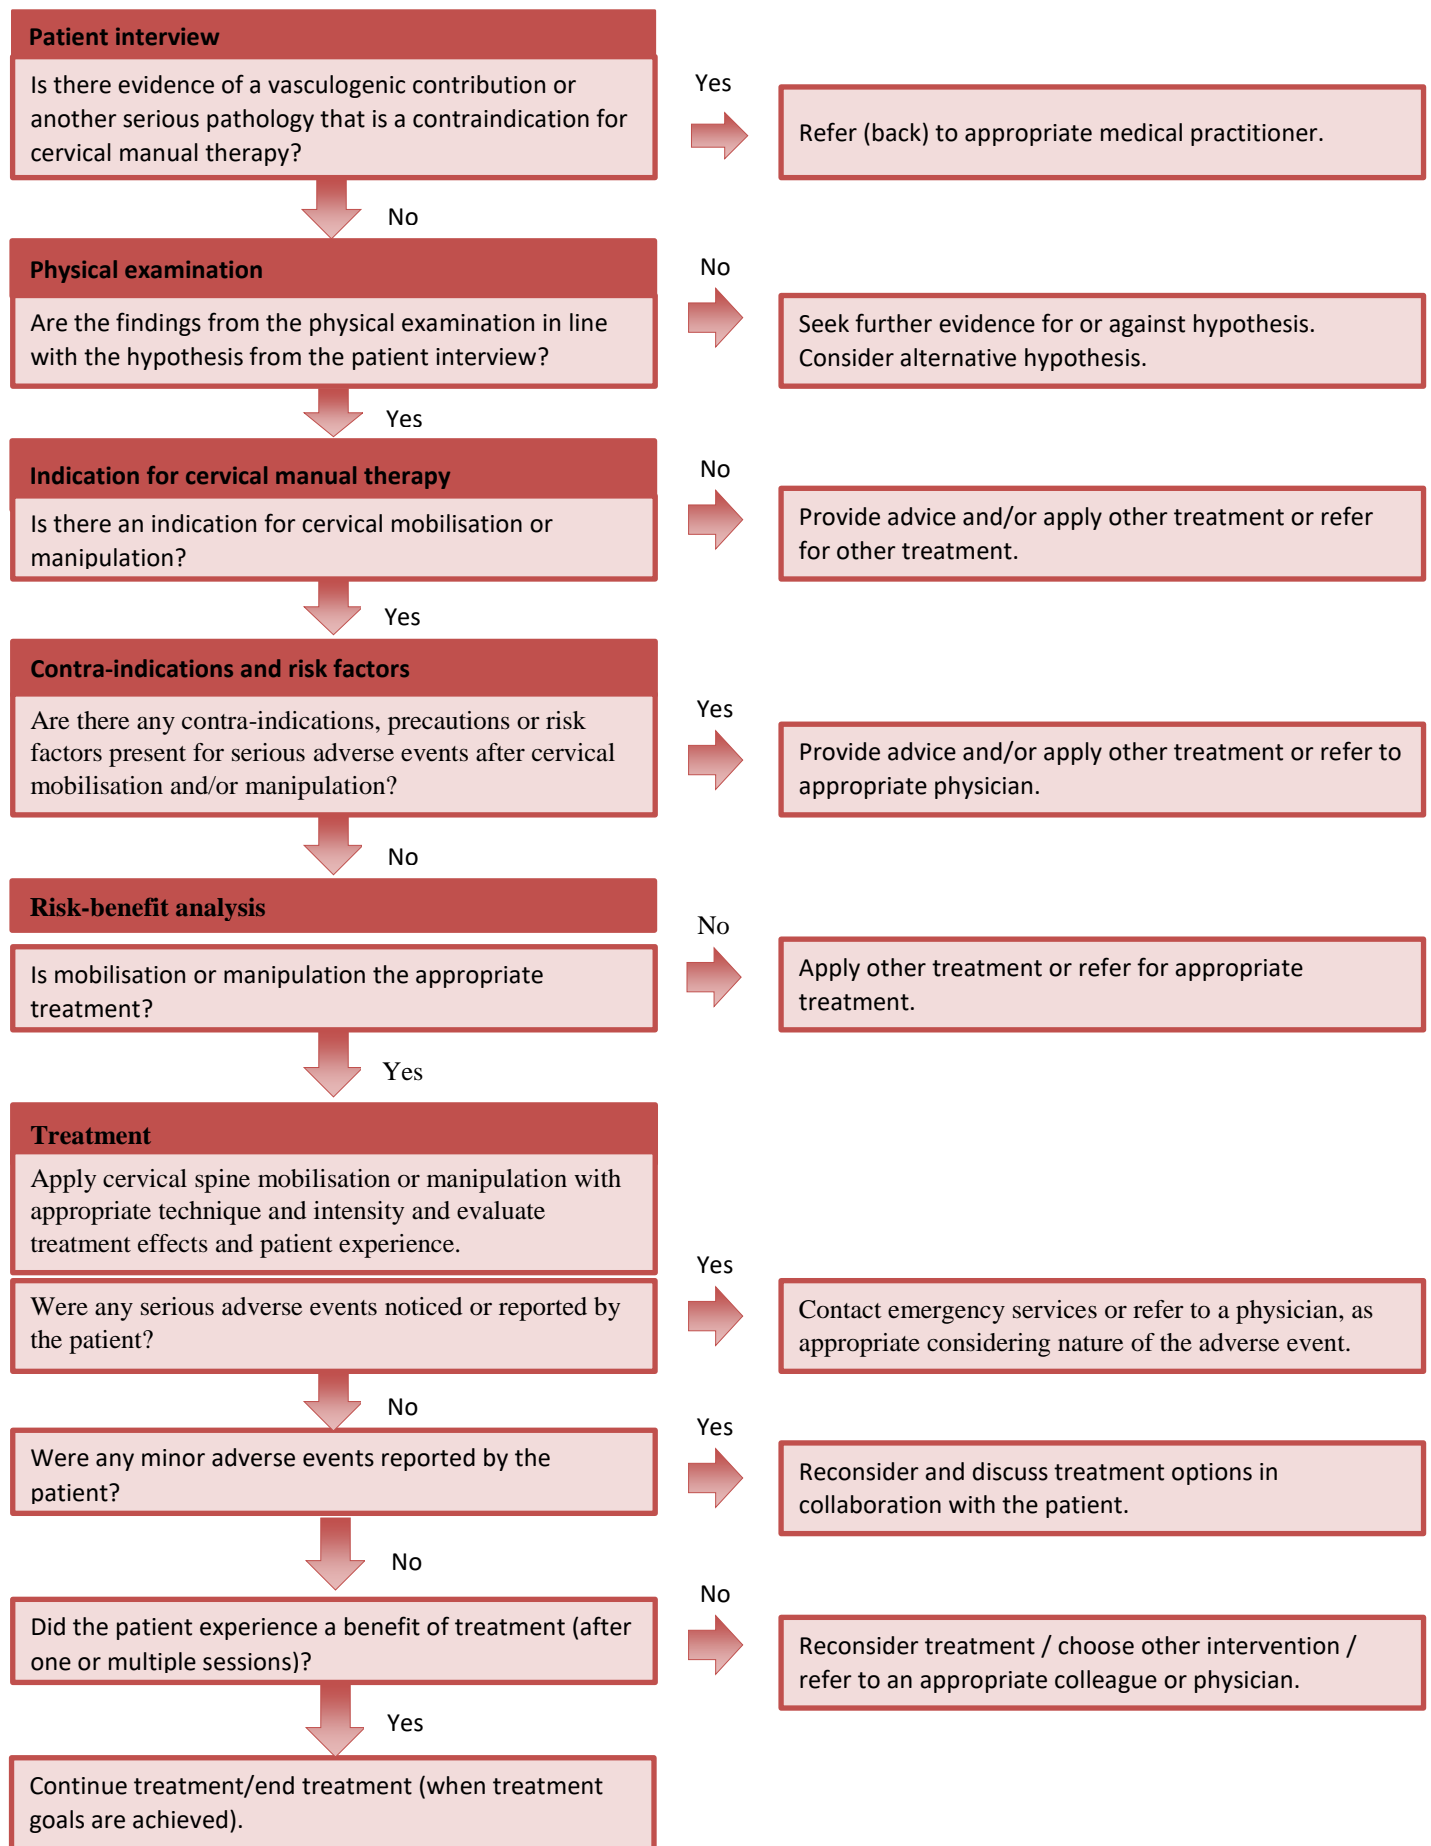 Patient interview
Is there evidence of a vasculogenic contribution or
another serious pathology that is a contraindication for
cervical manual therapy?
Yes
Refer (back) to appropriate medical practitioner.
No
Physical examination
Are the findings from the physical examination in line
with the hypothesis from the patient interview?
No
Seek further evidence for or against hypothesis.
Consider alternative hypothesis.
Yes
Indication for cervical manual therapy
Is there an indication for cervical mobilisation or
manipulation?
No
Provide advice and/or apply other treatment or refer
for other treatment.
Yes
Contra-indications and risk factors
Are there any contra-indications, precautions or risk
factors present for serious adverse events after cervical
mobilisation and/or manipulation?
Yes
Provide advice and/or apply other treatment or refer to
appropriate physician.
No
Risk-benefit analysis
Is mobilisation or manipulation the appropriate
treatment?
No
Apply other treatment or refer for appropriate
treatment.
Yes
Treatment
Apply cervical spine mobilisation or manipulation with
appropriate technique and intensity and evaluate
treatment effects and patient experience.
Were any serious adverse events noticed or reported by
the patient?
Yes
Contact emergency services or refer to a physician, as
appropriate considering nature of the adverse event.
No
Were any minor adverse events reported by the
patient?
Yes
Reconsider and discuss treatment options in
collaboration with the patient.
No
Did the patient experience a benefit of treatment (after
one or multiple sessions)?
No
Reconsider treatment / choose other intervention /
refer to an appropriate colleague or physician.
Yes
Continue treatment/end treatment (when treatment
goals are achieved).